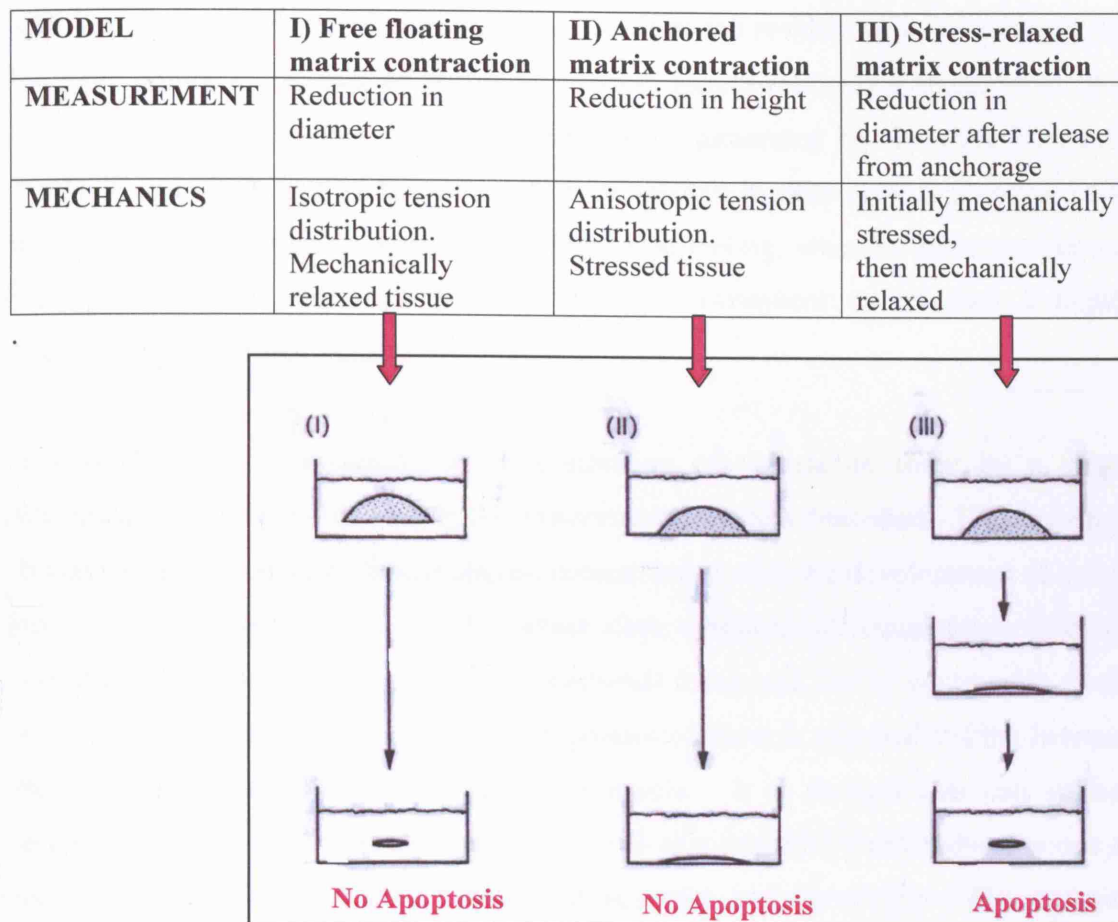 MODEL
I) Free floating
matrix contraction
II) Anchored
matrix contraction
III) Stress-relaxed
matrix contraction
MEASUREMENT
Reduction in
diameter
Reduction in height
Reduction in
diameter after release
from anchorage
MECHANICS
Isotropic tension
distribution.
Mechanically
relaxed tissue
Anisotropic tension
distribution.
Stressed tissue
Initially mechanically
stressed,
then mechanically
relaxed
(I)
(II)
(III)
No Apoptosis
No Apoptosis
Apoptosis